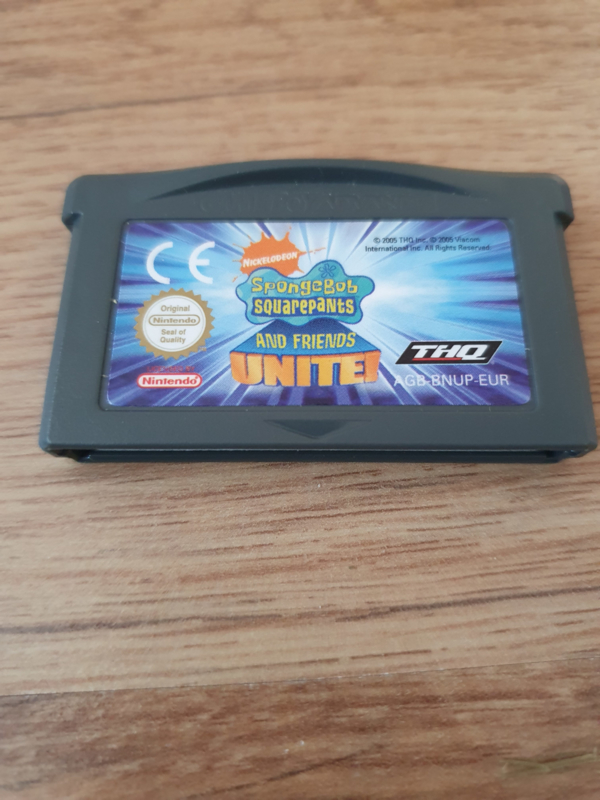 CE
© 2005 THQ Inc. © 2005 Viacom
International Inc. All Rights Reserved.
NICKELODEON
SpongeBob
SQUAREPANTS
AND FRIENDS
UNITE!
Original
Nintendo
Seal of
Quality
Nintendo
THQ
AGB-BNUP-EUR